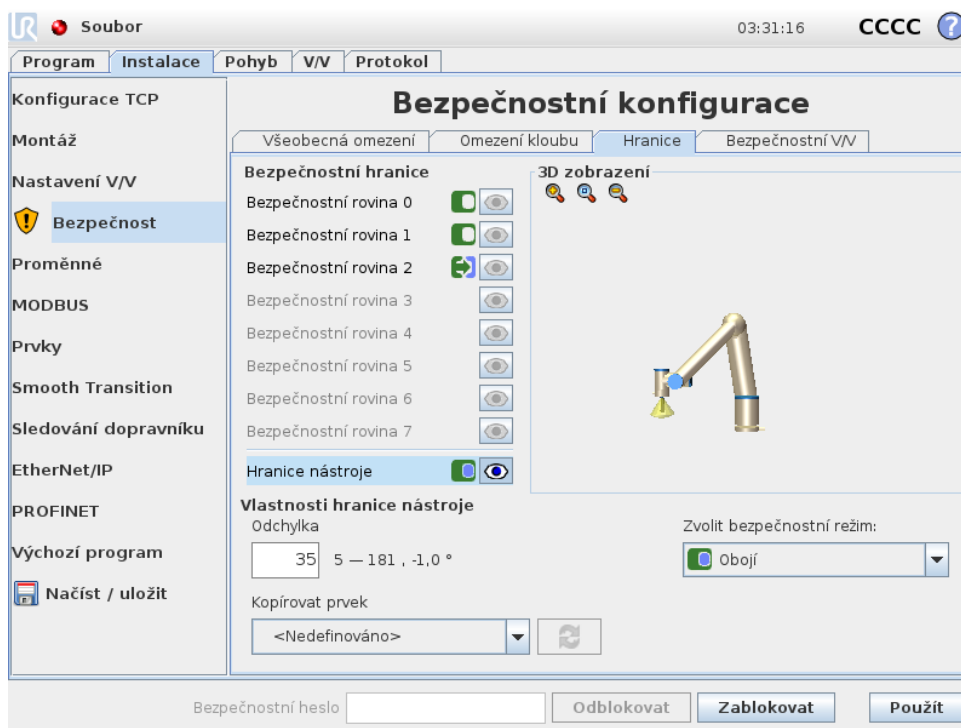 UR Soubor 03:31:16 CCCC ?
Program Instalace Pohyb V/V Protokol
Konfigurace TCP
Montáž
Nastavení V/V
Bezpečnost
Proměnné
MODBUS
Prvky
Smooth Transition
Sledování dopravníku
EtherNet/IP
PROFINET
Výchozí program
Načíst / uložit
Bezpečnostní konfigurace
Všeobecná omezení Omezení kloubu Hranice Bezpečnostní V/V
Bezpečnostní hranice
Bezpečnostní rovina 0
Bezpečnostní rovina 1
Bezpečnostní rovina 2
Bezpečnostní rovina 3
Bezpečnostní rovina 4
Bezpečnostní rovina 5
Bezpečnostní rovina 6
Bezpečnostní rovina 7
Hranice nástroje
3D zobrazení
Vlastnosti hranice nástroje
Odchylka
35 5 — 181 , -1,0 °
Zvolit bezpečnostní režim:
Obojí
Kopírovat prvek
<Nedefinováno>
Bezpečnostní heslo Odblokovat Zablokovat Použít